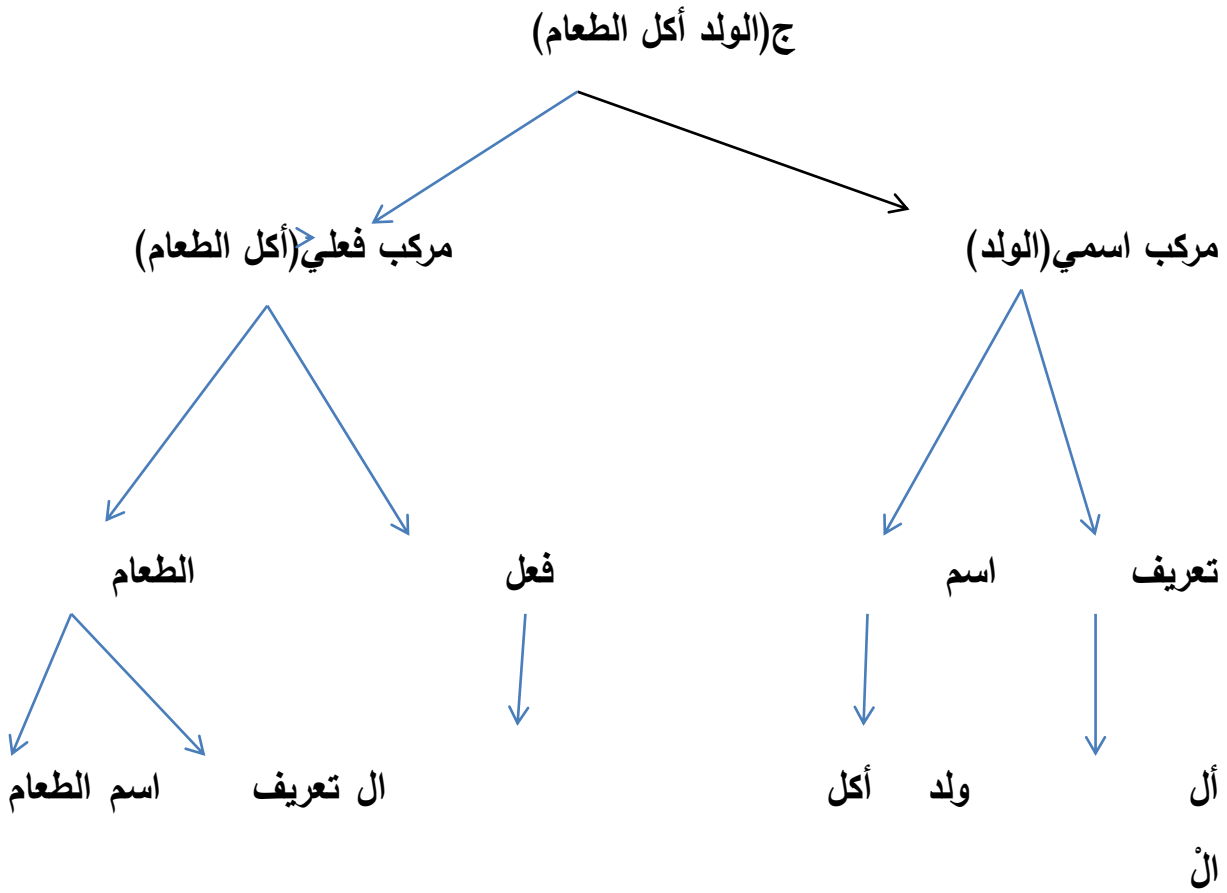 ج(الولد أكل الطعام)
مركب اسمي(الولد) مركب فعلي(أكل الطعام)
تعريف اسم فعل الطعام
أل ولد أكل ال تعريف اسم الطعام
الْ